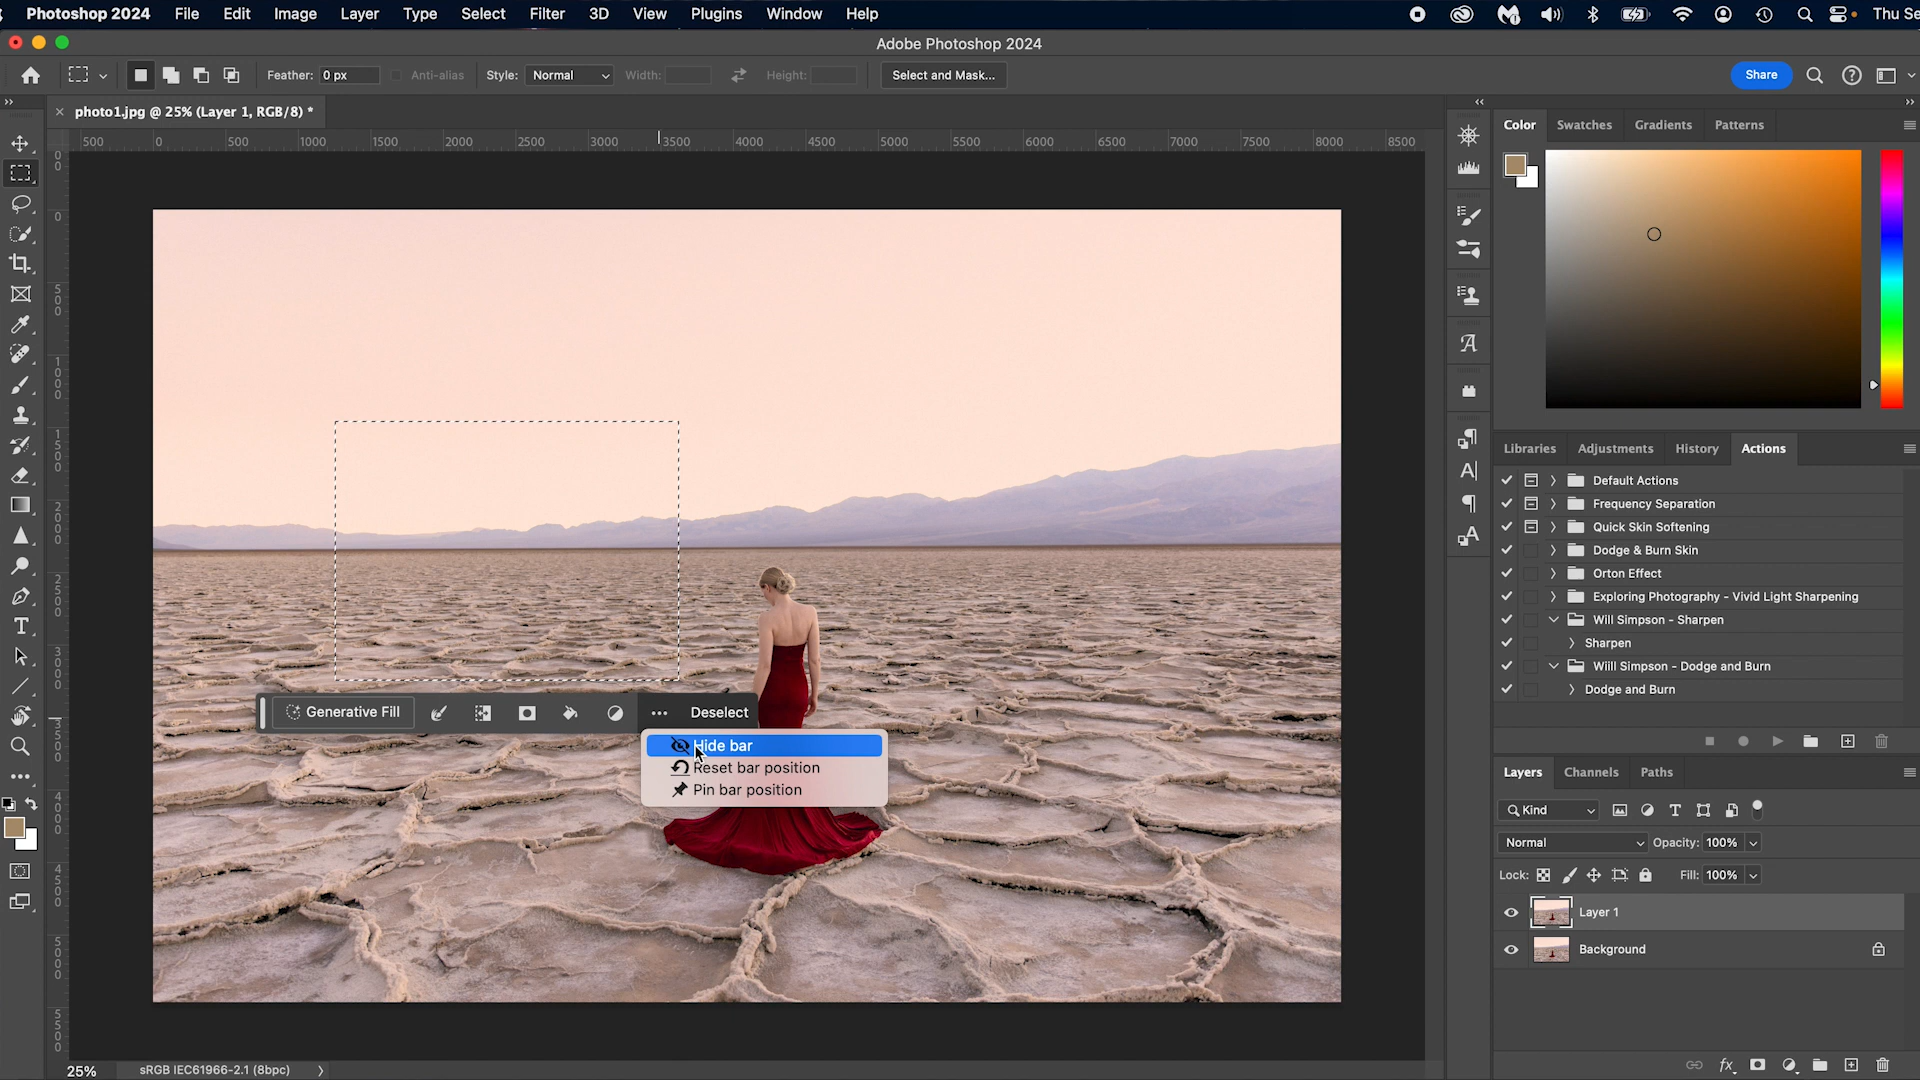 Photoshop 2024 File Edit Image Layer Type Select Filter 3D View Plugins Window Help Thu Se
Adobe Photoshop 2024
Feather: 0 px Anti-alias Style: Normal Width: Height: Select and Mask... Share
photo1.jpg @ 25% (Layer 1, RGB/8) *
500 0 500 1000 1500 2000 2500 3000 3500 4000 4500 5000 5500 6000 6500 7000 7500 8000 8500
Color Swatches Gradients Patterns
Libraries Adjustments History Actions
Default Actions
Frequency Separation
Quick Skin Softening
Dodge & Burn Skin
Orton Effect
Exploring Photography - Vivid Light Sharpening
Will Simpson - Sharpen
Sharpen
Wiill Simpson - Dodge and Burn
Dodge and Burn
Generative Fill Deselect
Hide bar
Reset bar position
Pin bar position
Layers Channels Paths
Kind
Normal Opacity: 100%
Lock: Fill: 100%
Layer 1
Background
25% sRGB IEC61966-2.1 (8bpc)